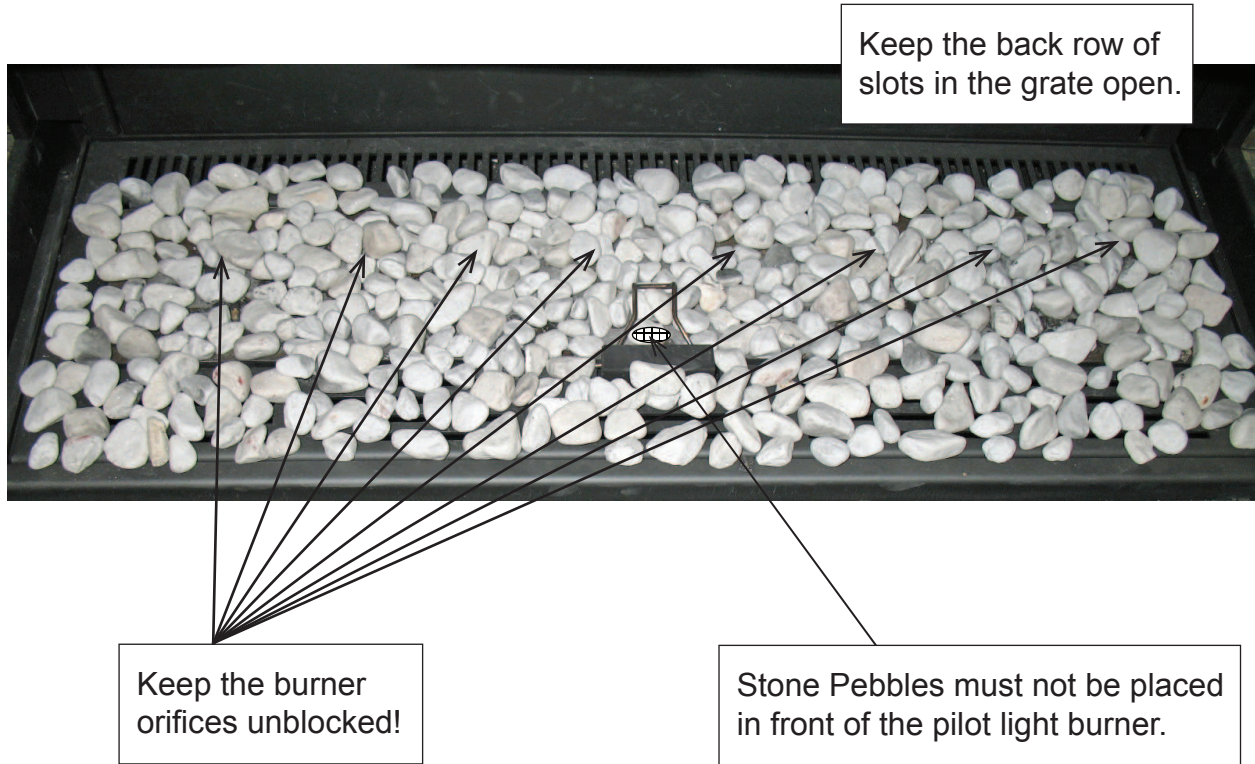 Keep the back row of
slots in the grate open.
Keep the burner
orifices unblocked!
Stone Pebbles must not be placed
in front of the pilot light burner.